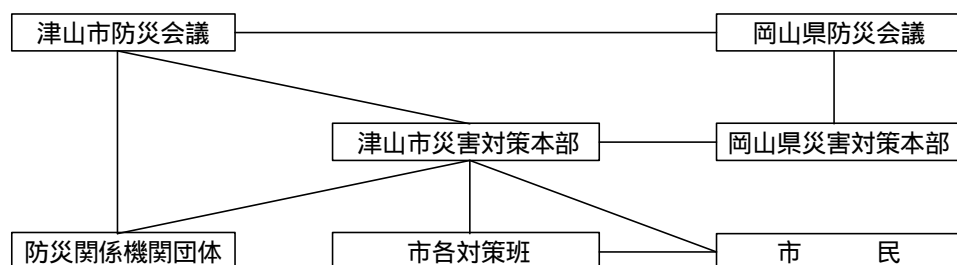 津山市防災会議
岡山県防災会議
津山市災害対策本部
岡山県災害対策本部
防災関係機関団体
市各対策班
市　　民